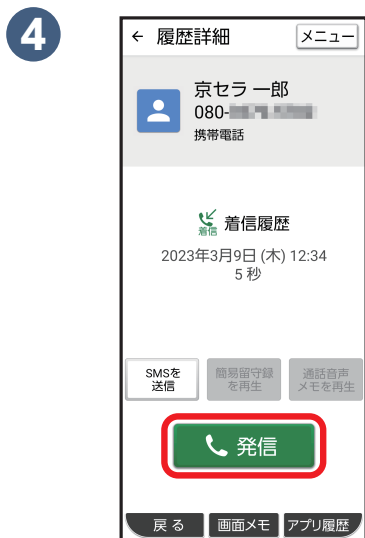 4
← 履歴詳細 メニュー
京セラ 一郎
080-
携帯電話
着信 着信履歴
2023年3月9日 (木) 12:34
5 秒
SMSを
送信
簡易留守録
を再生
通話音声
メモを再生
発信
戻 る 画面メモ アプリ履歴